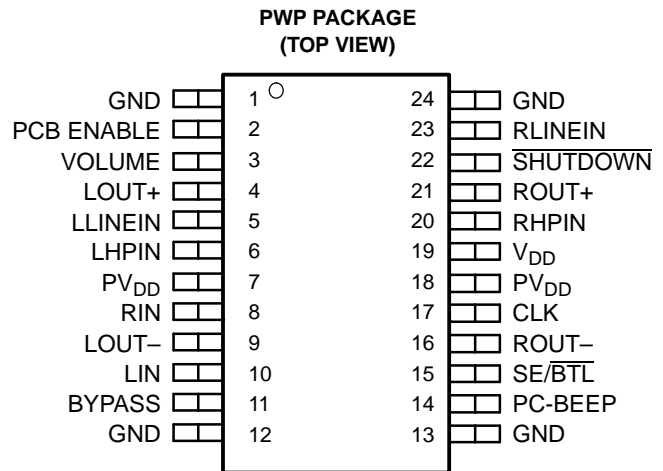 PWP PACKAGE
(TOP VIEW)
GND 1 24 GND
PCB ENABLE 2 23 RLINEIN
VOLUME 3 22 SHUTDOWN
LOUT+ 4 21 ROUT+
LLINEIN 5 20 RHPIN
LHPIN 6 19 VDD
PVDD 7 18 PVDD
RIN 8 17 CLK
LOUT– 9 16 ROUT–
LIN 10 15 SE/BTL
BYPASS 11 14 PC-BEEP
GND 12 13 GND